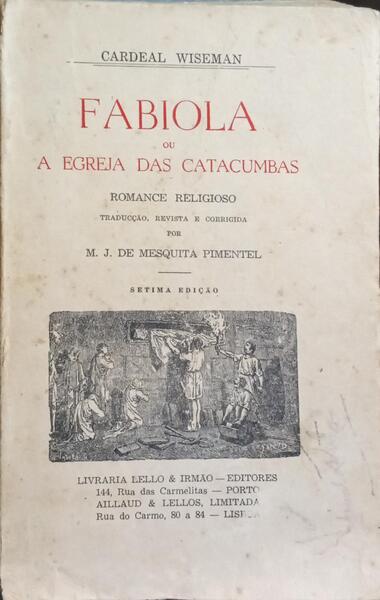 CARDEAL WISEMAN
FABIOLA
OU
A EGREJA DAS CATACUMBAS
ROMANCE RELIGIOSO
TRADUCÇÃO, REVISTA E CORRIGIDA
POR
M. J. DE MESQUITA PIMENTEL
SETIMA EDIÇÃO
LIVRARIA LELLO & IRMÃO — EDITORES
144, Rua das Carmelitas — PORTO
AILLAUD & LELLOS, LIMITADA
Rua do Carmo, 80 a 84 —